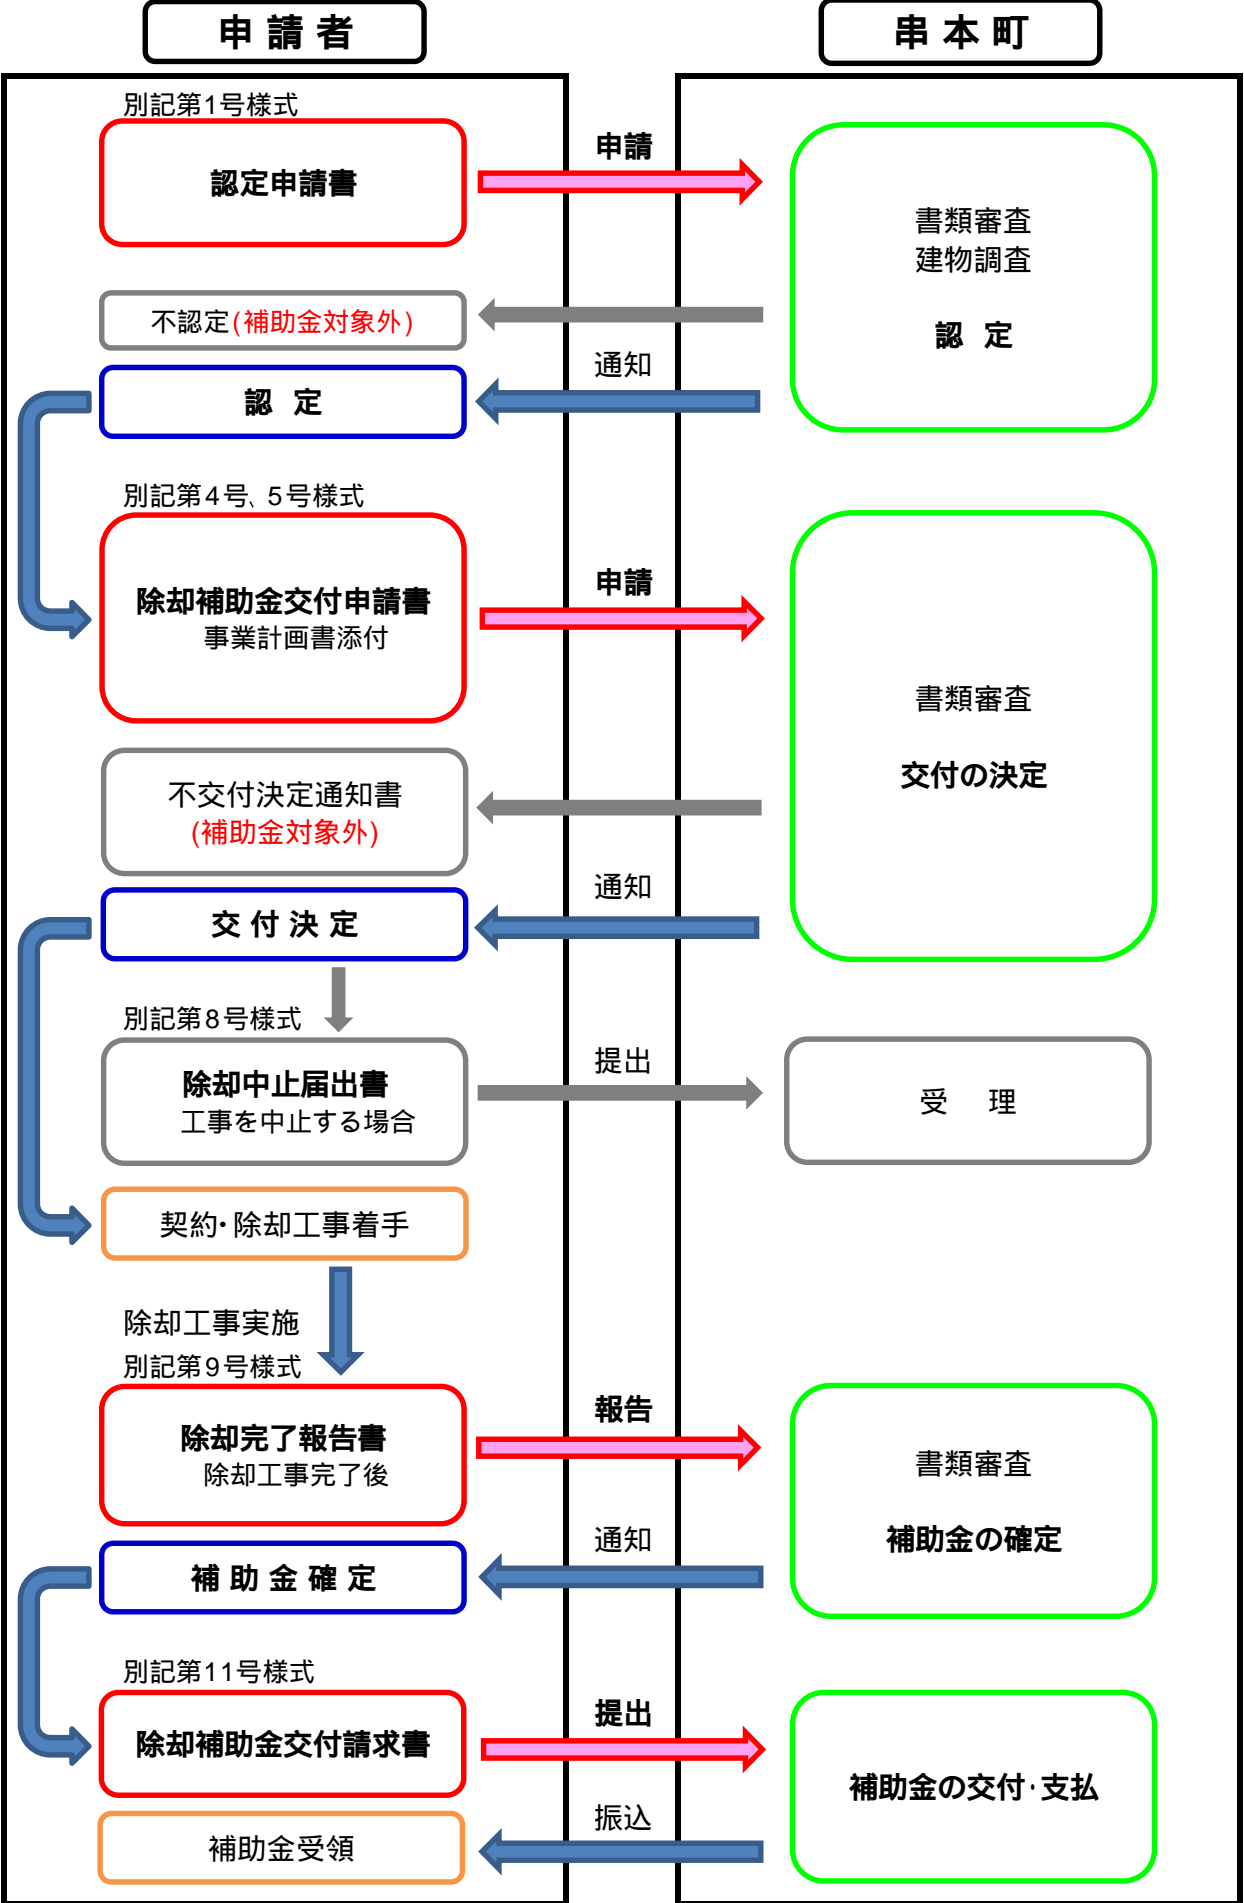 申 請 者
串 本 町
別記第1号様式
認定申請書
申請
書類審査
建物調査
認 定
不認定(補助金対象外)
通知
認 定
別記第4号、5号様式
除却補助金交付申請書
事業計画書添付
申請
書類審査
交付の決定
不交付決定通知書
(補助金対象外)
通知
交 付 決 定
別記第8号様式
除却中止届出書
工事を中止する場合
提出
受 理
契約・除却工事着手
除却工事実施
別記第9号様式
除却完了報告書
除却工事完了後
報告
書類審査
補助金の確定
通知
補 助 金 確 定
別記第11号様式
除却補助金交付請求書
提出
補助金の交付・支払
振込
補助金受領